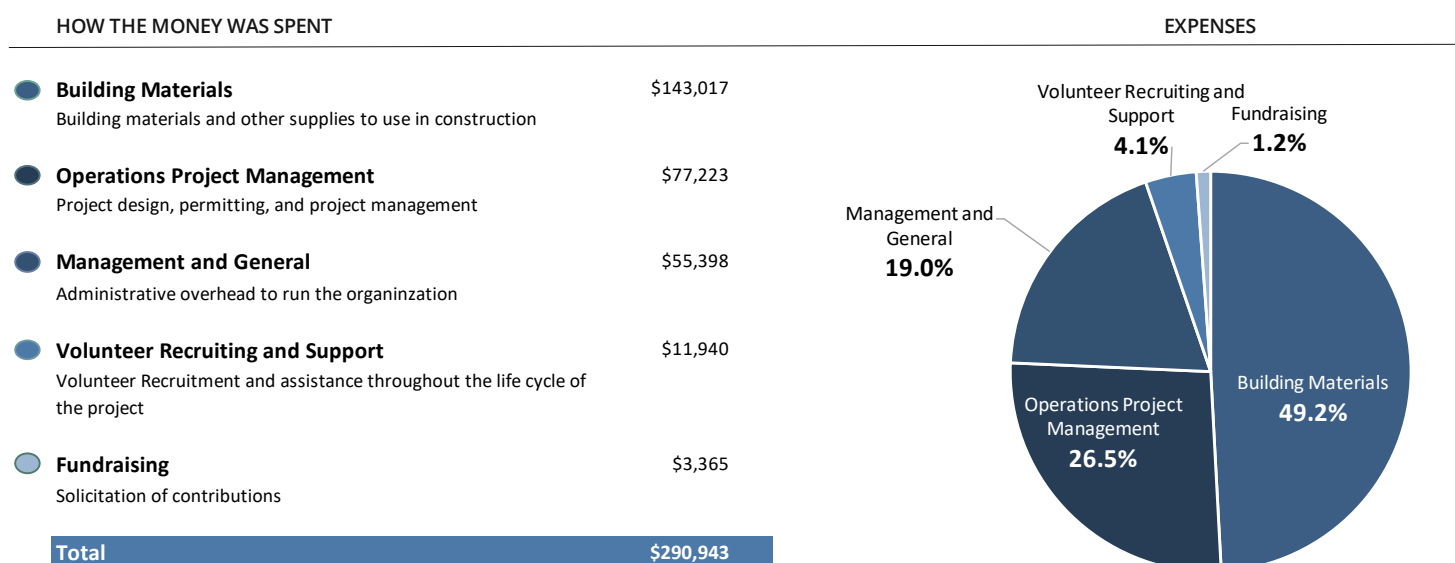 HOW THE MONEY WAS SPENT
Building Materials $143,017
Building materials and other supplies to use in construction
Operations Project Management $77,223
Project design, permitting, and project management
Management and General $55,398
Administrative overhead to run the organinzation
Volunteer Recruiting and Support $11,940
Volunteer Recruitment and assistance throughout the life cycle of
the project
Fundraising $3,365
Solicitation of contributions
Total $290,943
EXPENSES
Volunteer Recruiting and
Support
4.1%
Fundraising
1.2%
Management and
General
19.0%
Operations Project
Management
26.5%
Building Materials
49.2%